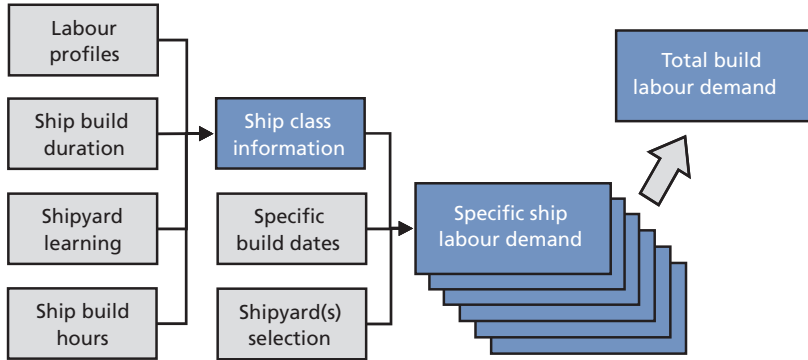 Labour
profiles
Ship build
duration
Shipyard
learning
Ship build
hours
Ship class
information
Specific
build dates
Shipyard(s)
selection
Specific ship
labour demand
Total build
labour demand